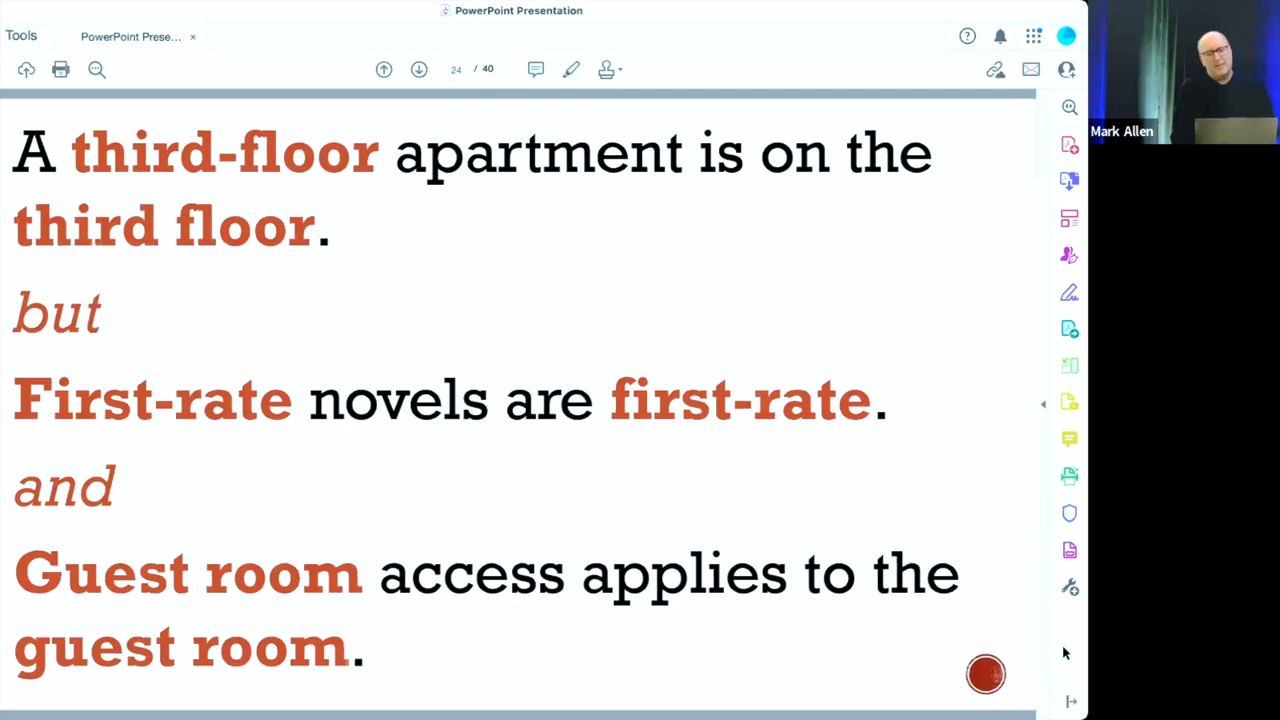 PowerPoint Presentation
Tools
PowerPoint Prese... ×
24 / 40
Mark Allen
A third-floor apartment is on the
third floor.
but
First-rate novels are first-rate.
and
Guest room access applies to the
guest room.